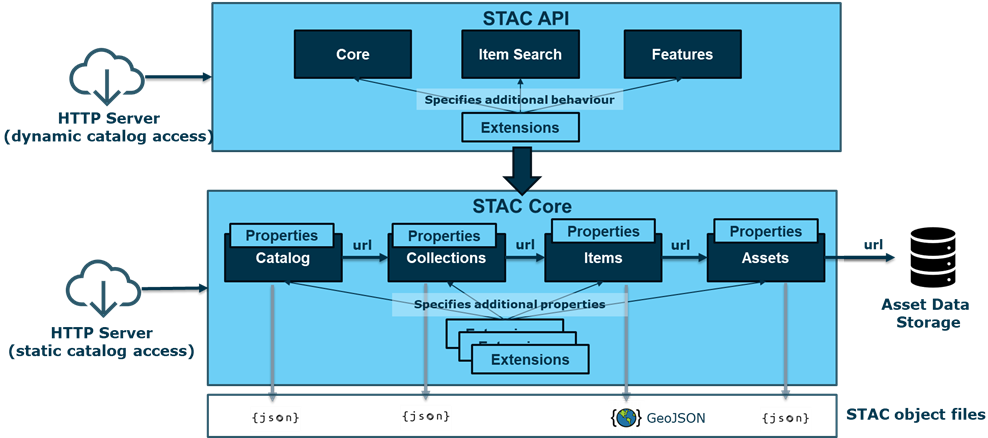 STAC API
Core
Item Search
Features
Specifies additional behaviour
Extensions
HTTP Server
(dynamic catalog access)
STAC Core
Properties
Catalog
url
Properties
Collections
url
Properties
Items
url
Properties
Assets
url
Asset Data
Storage
Specifies additional properties
Extensions
HTTP Server
(static catalog access)
{json}
{json}
{ } GeoJSON
{json}
STAC object files